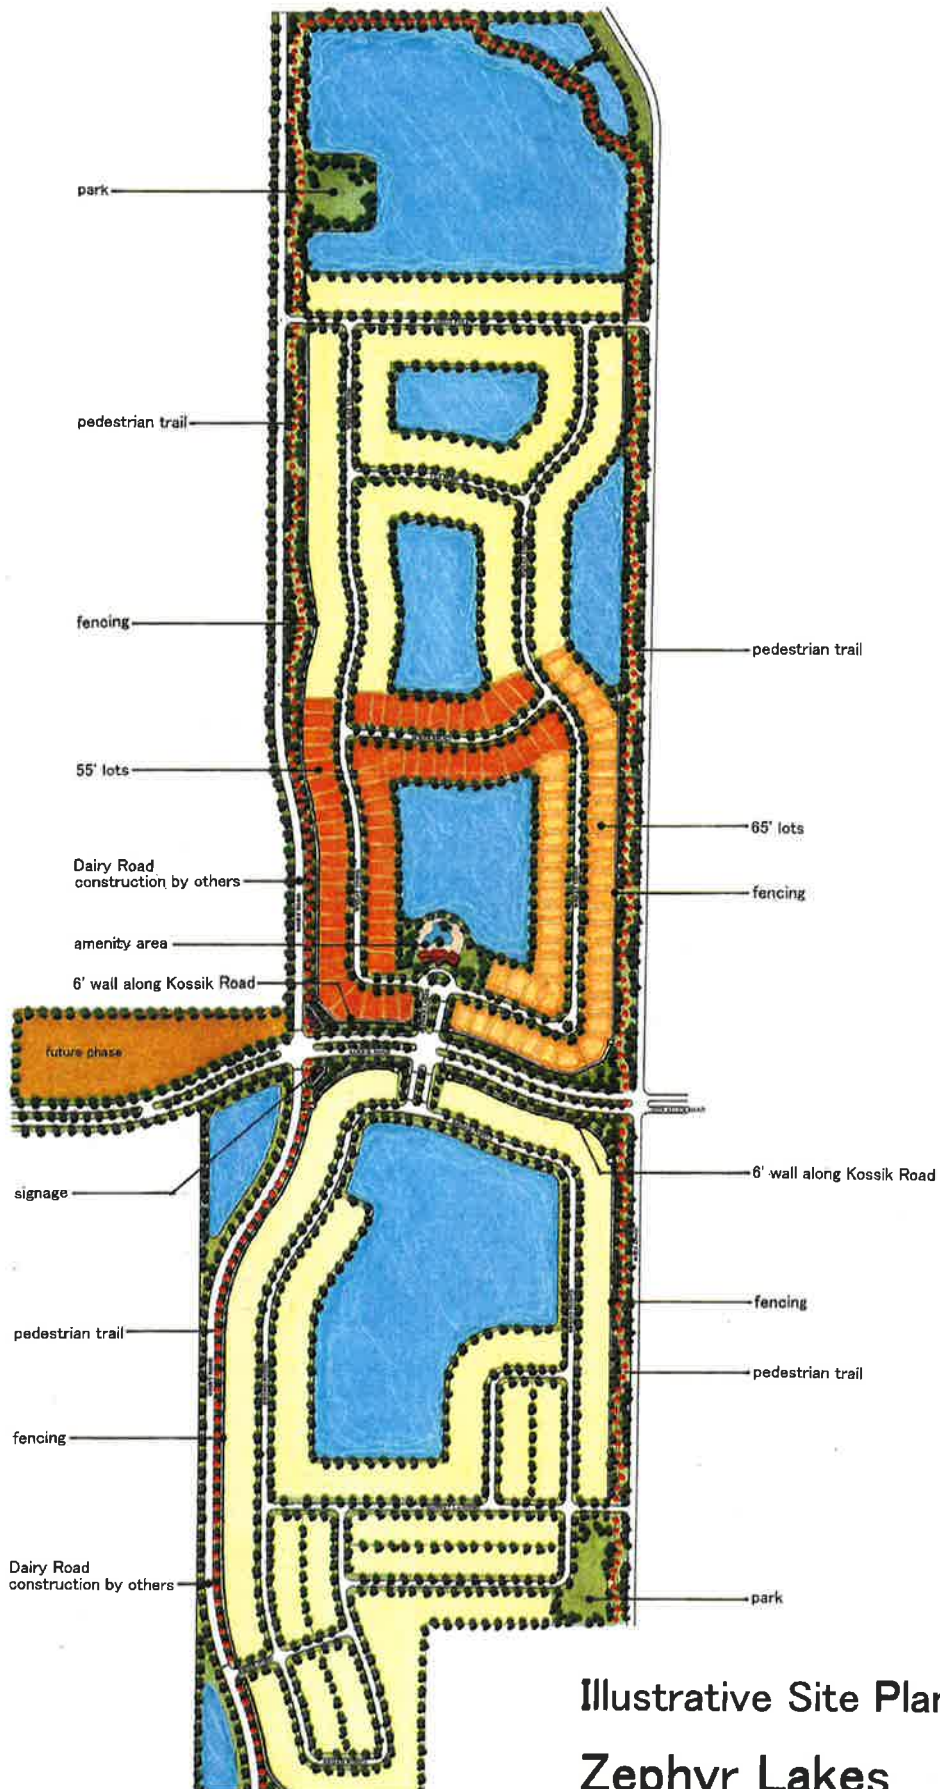 park
pedestrian trail
fencing
pedestrian trail
55' lots
65' lots
Dairy Road
construction by others
fencing
amenity area
6' wall along Kossik Road
future phase
6' wall along Kossik Road
signage
fencing
pedestrian trail
pedestrian trail
fencing
Dairy Road
construction by others
park
Illustrative Site Plan
Zephyr Lakes